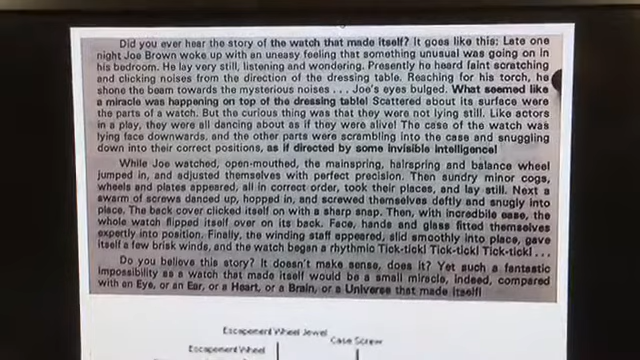 Did you ever hear the story of the watch that made itself? It goes like this: Late one
night Joe Brown woke up with an uneasy feeling that something unusual was going on in
his bedroom. He lay very still, listening and wondering. Presently he heard faint scratching
and clicking noises from the direction of the dressing table. Reaching for his torch, he
shone the beam towards the mysterious noises . . . Joe's eyes bulged. What seemed like
a miracle was happening on top of the dressing table! Scattered about its surface were
the parts of a watch. But the curious thing was that they were not lying still. Like actors
in a play, they were all dancing about as if they were alive! The case of the watch was
lying face downwards, and the other parts were scrambling into the case and snuggling
down into their correct positions, as if directed by some invisible intelligence!
While Joe watched, open-mouthed, the mainspring, hairspring and balance wheel
jumped in, and adjusted themselves with perfect precision. Then sundry minor cogs,
wheels and plates appeared, all in correct order, took their places, and lay still. Next a
swarm of screws danced up, hopped in, and screwed themselves deftly and snugly into
place. The back cover clicked itself on with a sharp snap. Then, with incredbile ease, the
whole watch flipped itself over on its back. Face, hands and glass fitted themselves
expertly into position. Finally, the winding staff appeared, slid smoothly into place, gave
itself a few brisk winds, and the watch began a rhythmic Tick-tick! Tick-tick! Tick-tick! . . .
Do you believe this story? It doesn't make sense, does it? Yet such a fantastic
impossibility as a watch that made itself would be a small miracle, indeed, compared
with an Eye, or an Ear, or a Heart, or a Brain, or a Universe that made itself!
Escapement Wheel Jewel
Case Screw
Escapement Wheel